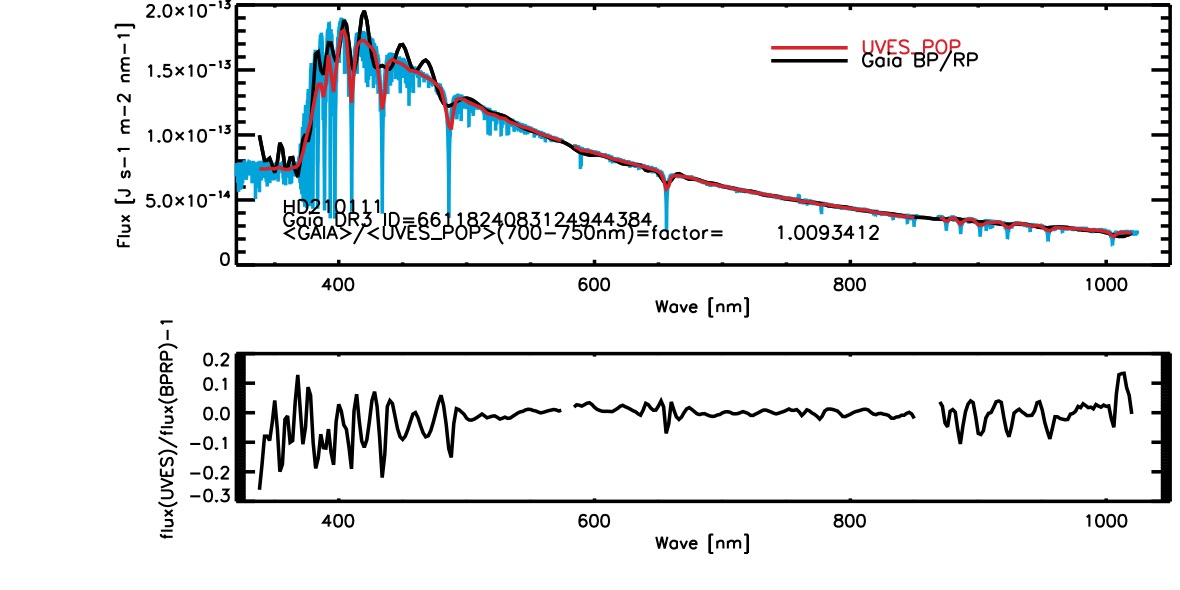 2.0×10⁻¹³
1.5×10⁻¹³
1.0×10⁻¹³
5.0×10⁻¹⁴
0
Flux [J s−1 m−2 nm−1]
UVES_POP
Gaia BP/RP
HD210111
Gaia DR3 ID=6611824083124944384
<GAIA>/<UVES_POP>(700−750nm)=factor= 1.0093412
400 600 800 1000
Wave [nm]
0.2
0.1
0.0
−0.1
−0.2
−0.3
flux(UVES)/flux(BPRP)−1
400 600 800 1000
Wave [nm]